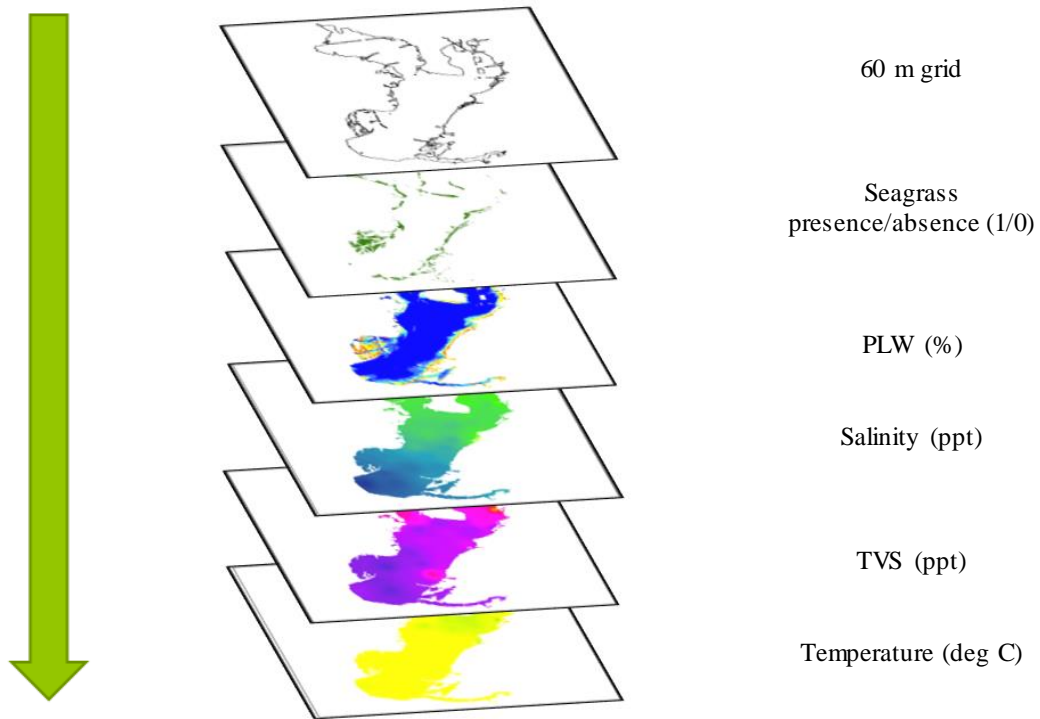 60 m grid
Seagrass
presence/absence (1/0)
PLW (%)
Salinity (ppt)
TVS (ppt)
Temperature (deg C)